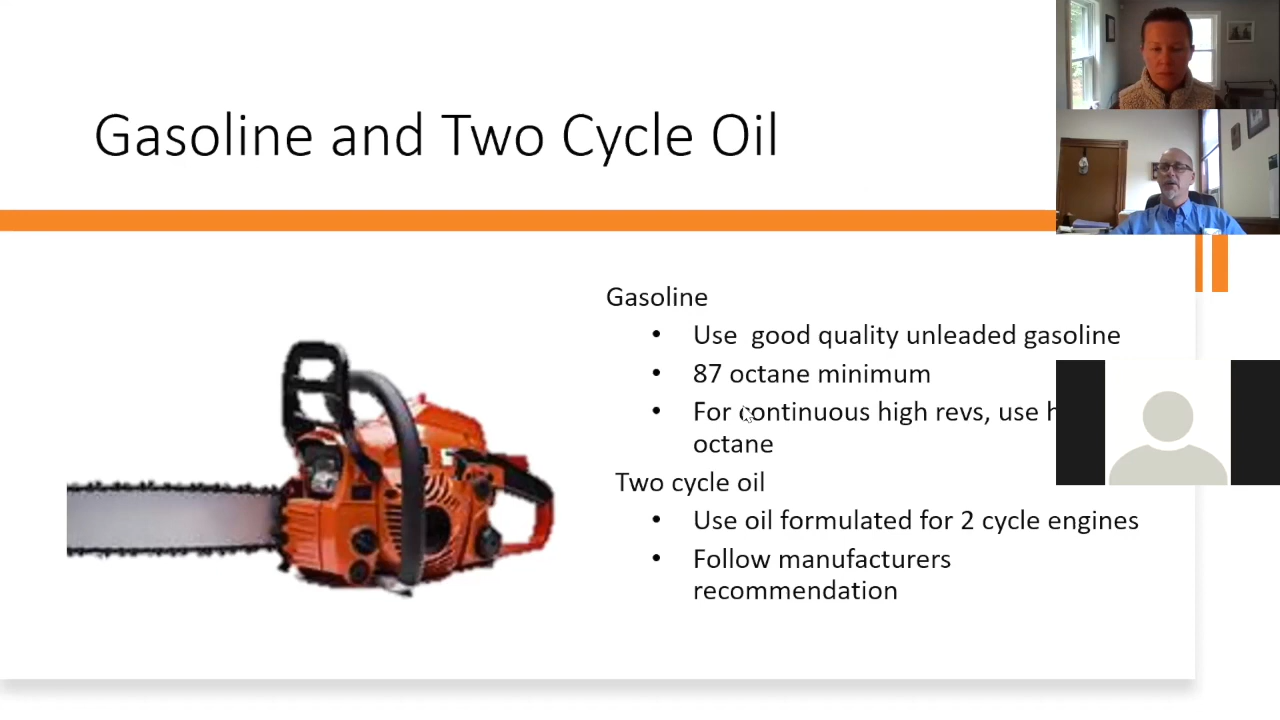 Gasoline and Two Cycle Oil
Gasoline
• Use good quality unleaded gasoline
• 87 octane minimum
• For continuous high revs, use
octane
Two cycle oil
• Use oil formulated for 2 cycle engines
• Follow manufacturers
recommendation